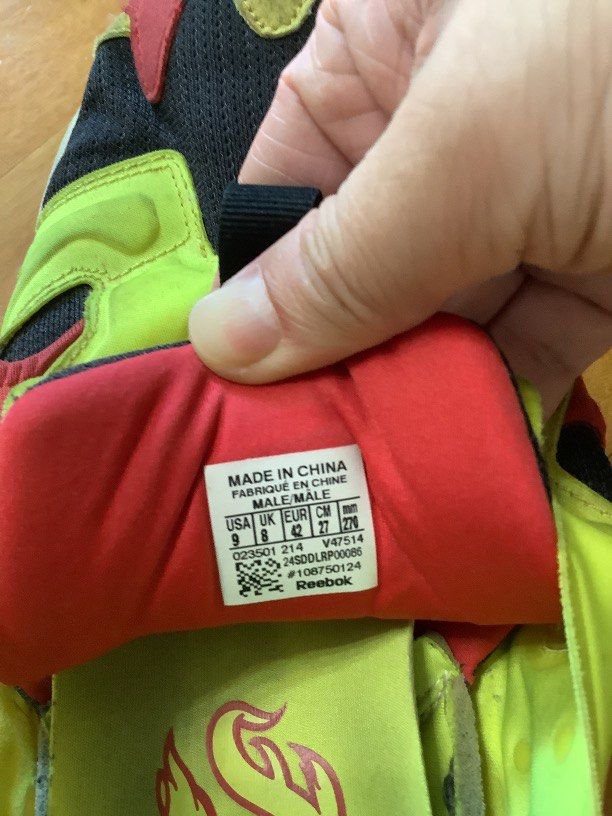 MADE IN CHINA
FABRIQUÉ EN CHINE
MALE/MÂLE
USA UK EUR CM mm
9 8 42 27 270
023501 214 V47514
24SDDLRP00086
#108750124
Reebok